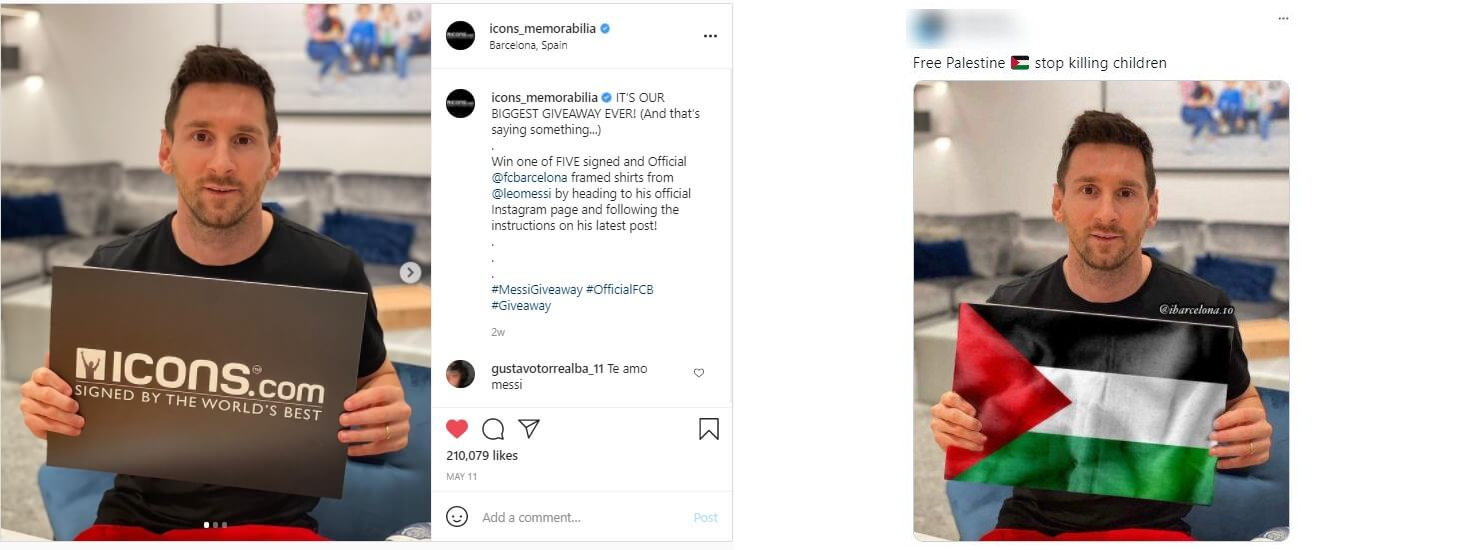 icons_memorabilia
Barcelona, Spain
icons_memorabilia IT'S OUR
BIGGEST GIVEAWAY EVER! (And that's
saying something...)
.
Win one of FIVE signed and Official
@fcbarcelona framed shirts from
@leomessi by heading to his official
Instagram page and following the
instructions on his latest post!
.
.
.
#MessiGiveaway #OfficialFCB
#Giveaway
2w
gustavotorrealba_11 Te amo
messi
210,079 likes
MAY 11
Add a comment...
Post
ICONS.com
SIGNED BY THE WORLD'S BEST
Free Palestine 🇵🇸 stop killing children
@ibarcelona.ro